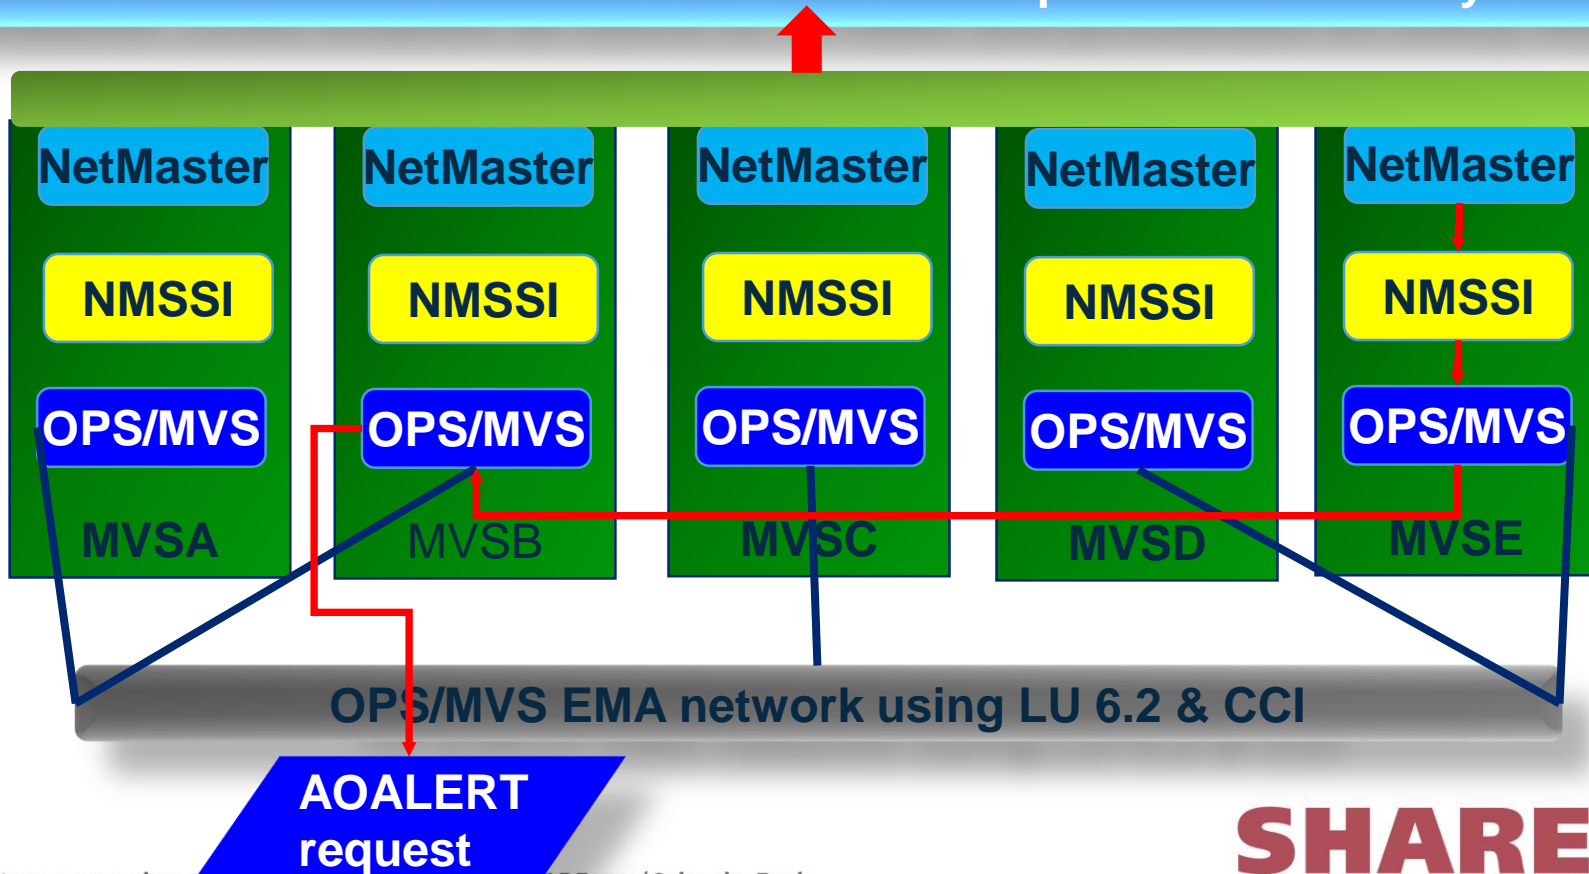 NetMaster NetMaster NetMaster NetMaster NetMaster
NMSSI NMSSI NMSSI NMSSI NMSSI
OPS/MVS OPS/MVS OPS/MVS OPS/MVS OPS/MVS
MVSA MVSB MVSC MVSD MVSE
OPS/MVS EMA network using LU 6.2 & CCI
AOALERT
request
SHARE